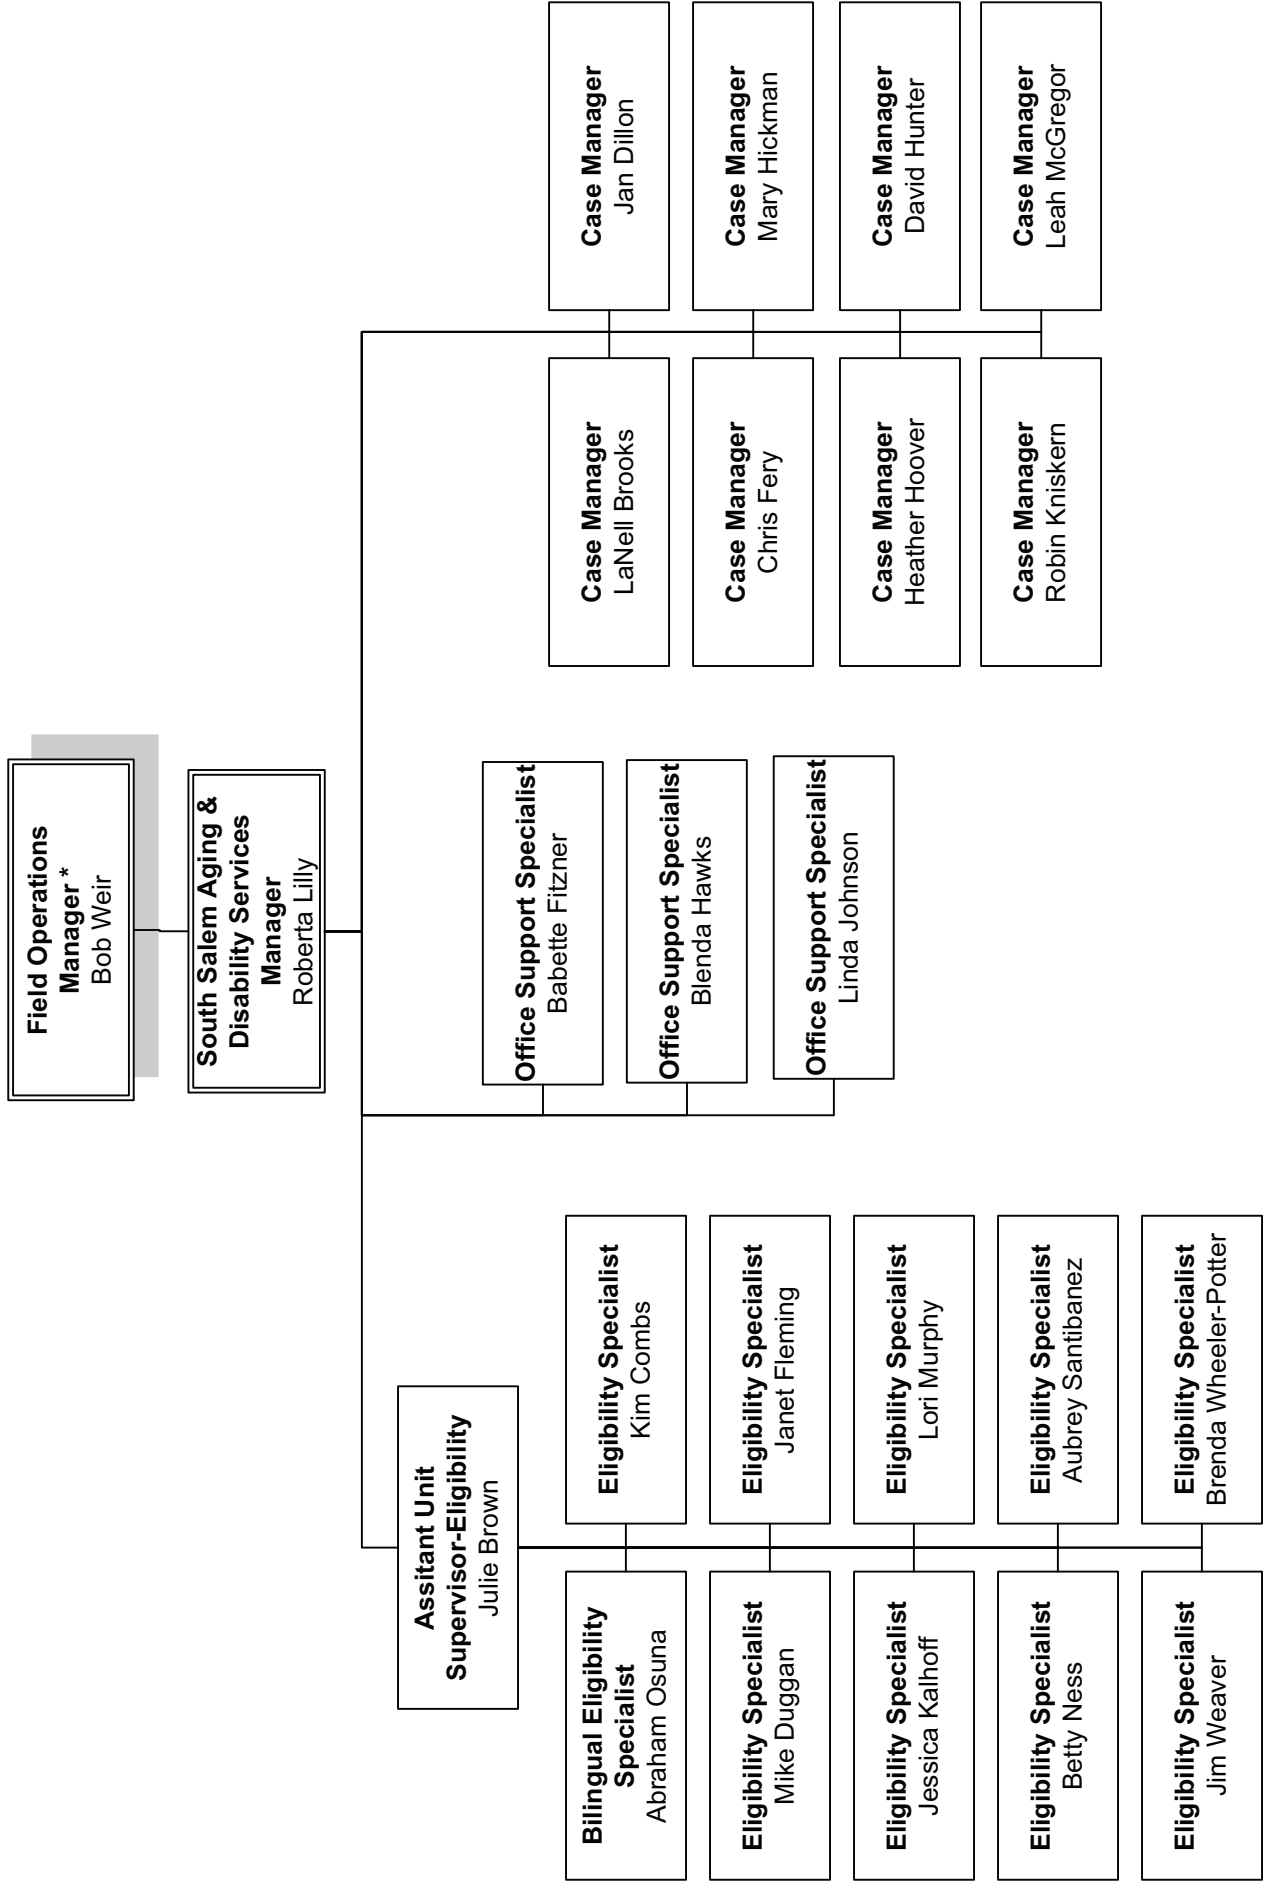 Field Operations
Manager *
Bob Weir
South Salem Aging &
Disability Services
Manager
Roberta Lilly
Assitant Unit
Supervisor-Eligibility
Julie Brown
Bilingual Eligibility
Specialist
Abraham Osuna
Eligibility Specialist
Kim Combs
Eligibility Specialist
Mike Duggan
Eligibility Specialist
Janet Fleming
Eligibility Specialist
Jessica Kalhoff
Eligibility Specialist
Lori Murphy
Eligibility Specialist
Betty Ness
Eligibility Specialist
Aubrey Santibanez
Eligibility Specialist
Jim Weaver
Eligibility Specialist
Brenda Wheeler-Potter
Office Support Specialist
Babette Fitzner
Office Support Specialist
Blenda Hawks
Office Support Specialist
Linda Johnson
Case Manager
LaNell Brooks
Case Manager
Jan Dillon
Case Manager
Chris Fery
Case Manager
Mary Hickman
Case Manager
Heather Hoover
Case Manager
David Hunter
Case Manager
Robin Kniskern
Case Manager
Leah McGregor